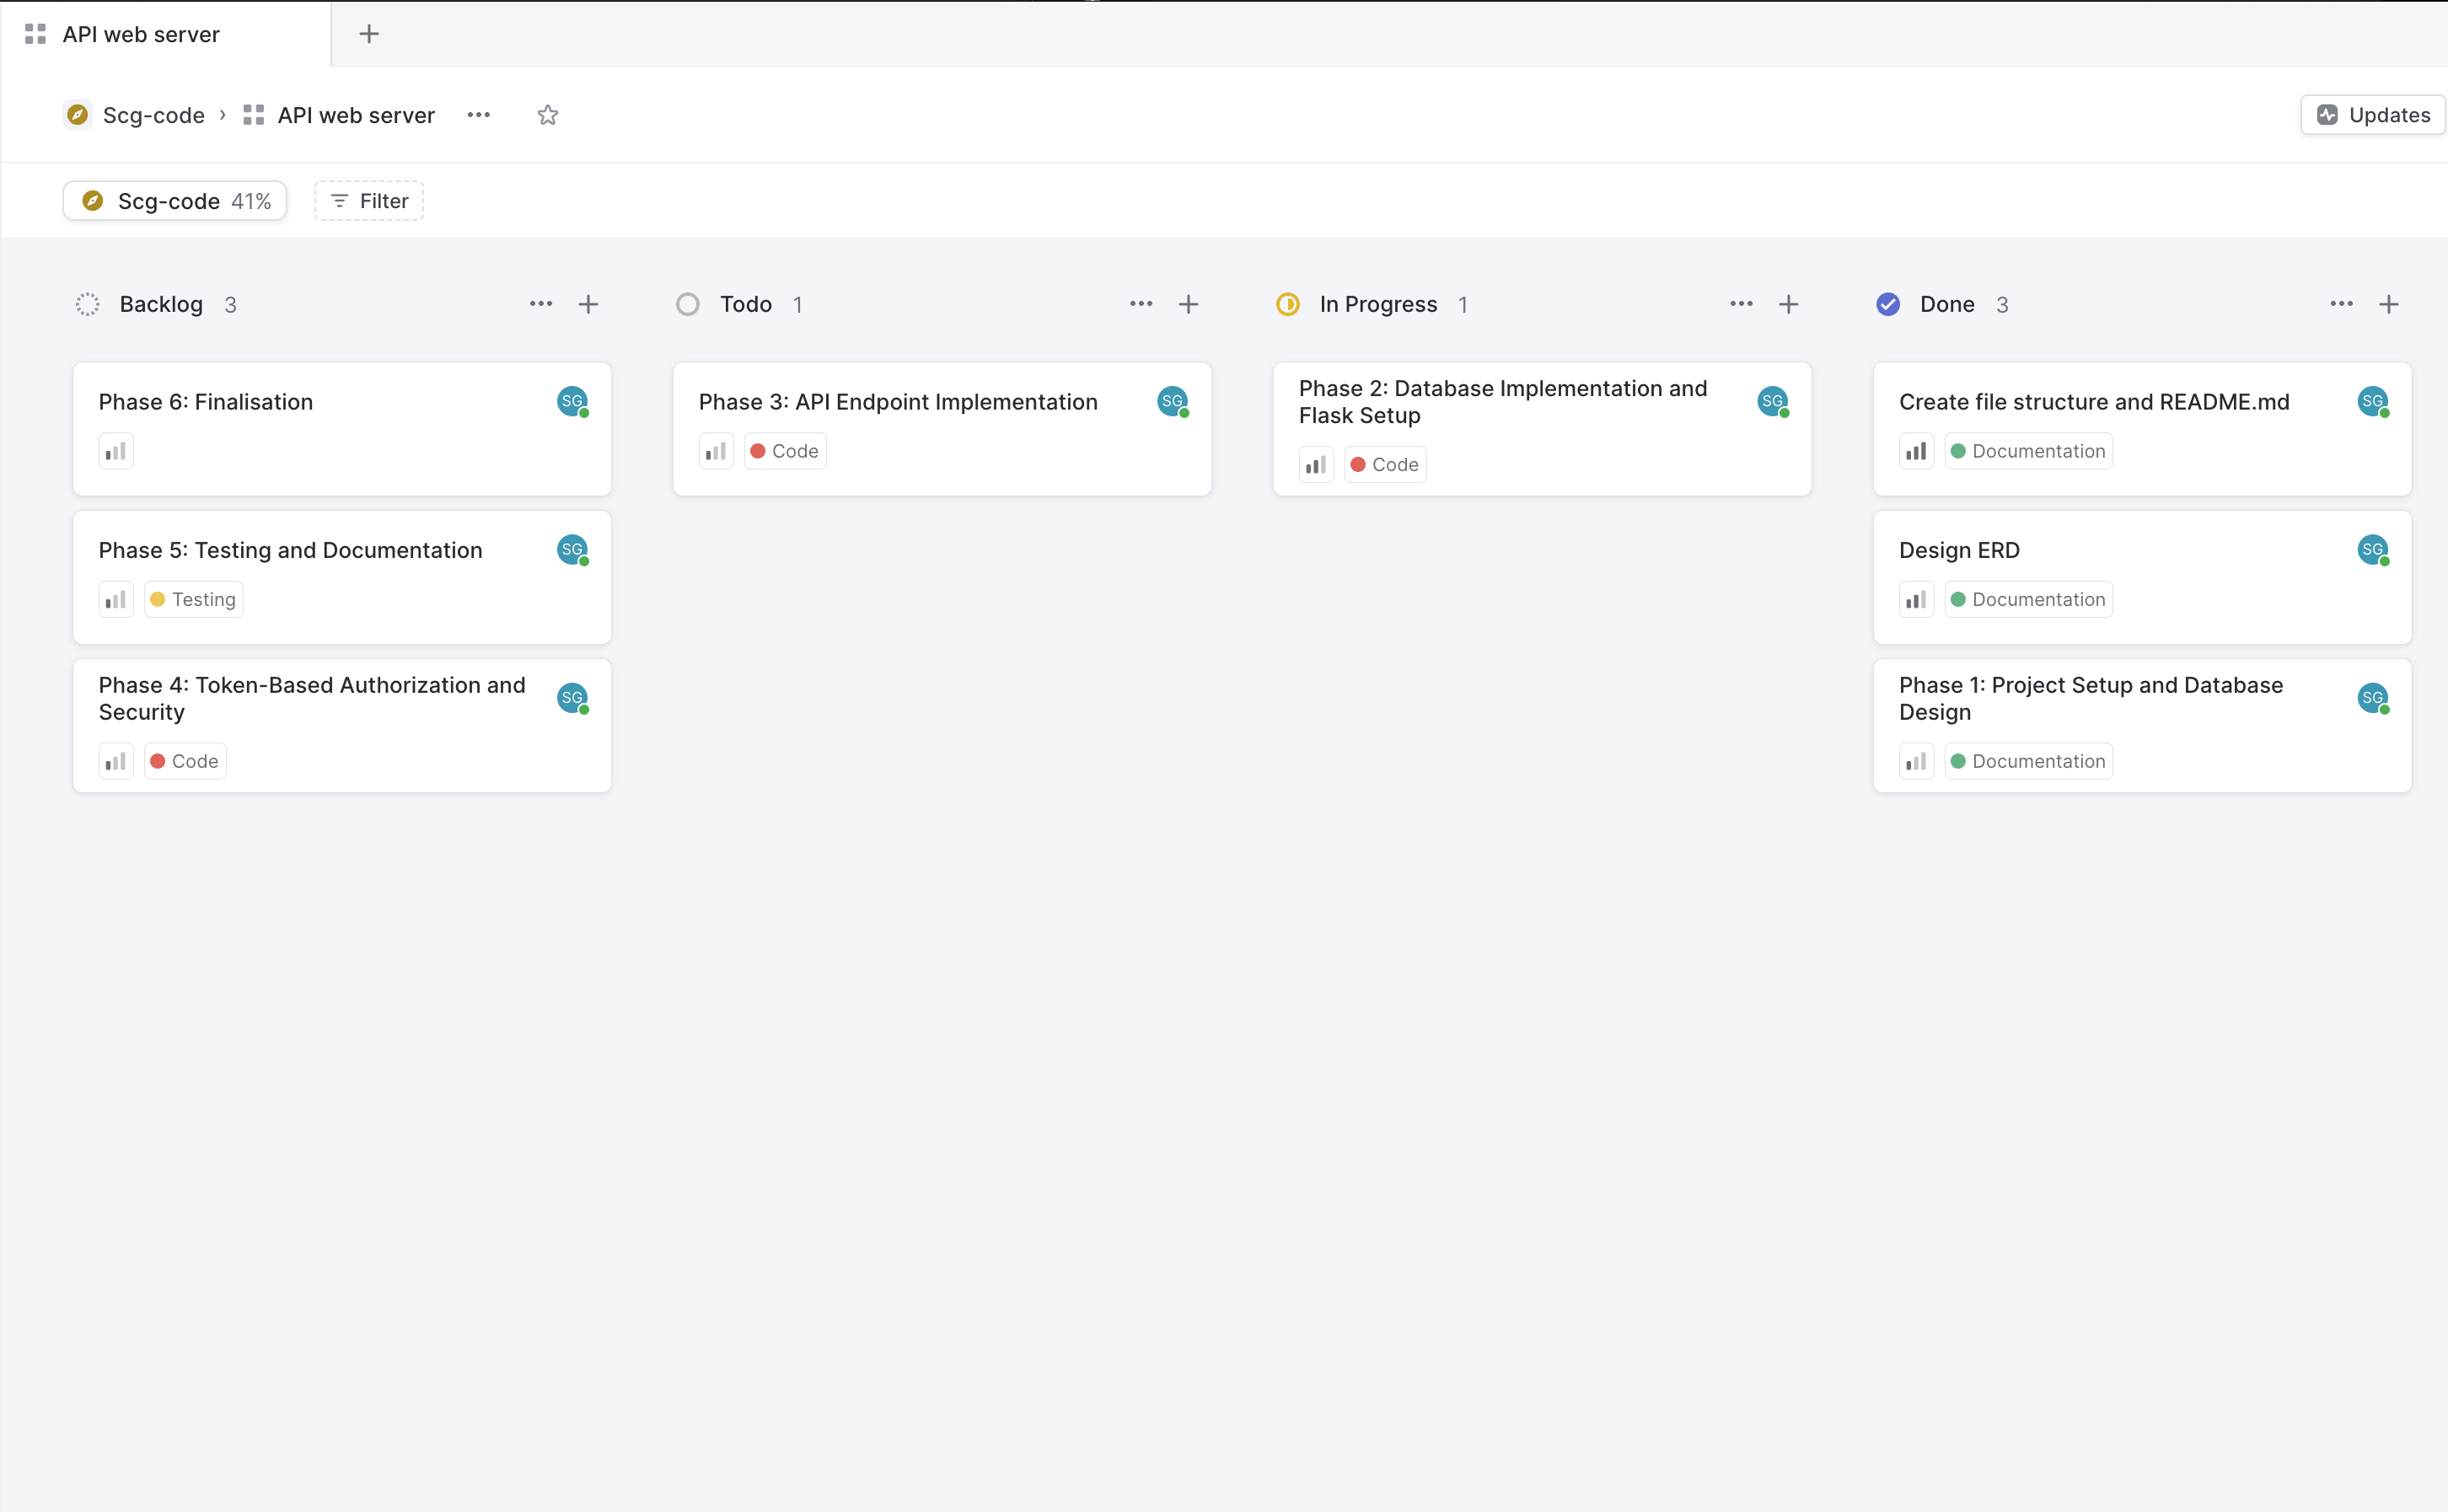 API web server
Scg-code › API web server
Updates
Scg-code 41%
Filter
Backlog 3
Phase 6: Finalisation
SG
Phase 5: Testing and Documentation
SG
Testing
Phase 4: Token-Based Authorization and
Security
SG
Code
Todo 1
Phase 3: API Endpoint Implementation
SG
Code
In Progress 1
Phase 2: Database Implementation and
Flask Setup
SG
Code
Done 3
Create file structure and README.md
SG
Documentation
Design ERD
SG
Documentation
Phase 1: Project Setup and Database
Design
SG
Documentation